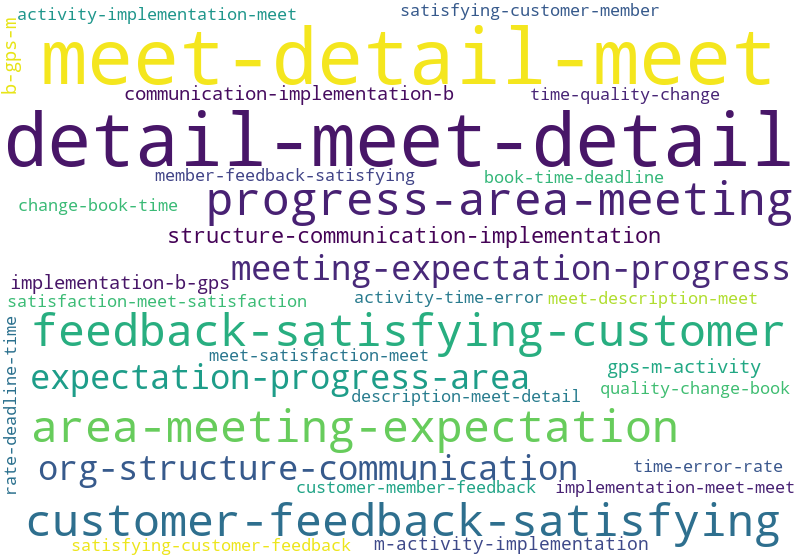 activity-implementation-meet
satisfying-customer-member
b-gps-m
meet-detail-meet
communication-implementation-b
time-quality-change
detail-meet-detail
member-feedback-satisfying
book-time-deadline
change-book-time
progress-area-meeting
structure-communication-implementation
meeting-expectation-progress
implementation-b-gps
satisfaction-meet-satisfaction
activity-time-error
meet-description-meet
feedback-satisfying-customer
rate-deadline-time
meet-satisfaction-meet
expectation-progress-area
gps-m-activity
description-meet-detail
quality-change-book
area-meeting-expectation
org-structure-communication
time-error-rate
customer-member-feedback
implementation-meet-meet
customer-feedback-satisfying
satisfying-customer-feedback
m-activity-implementation